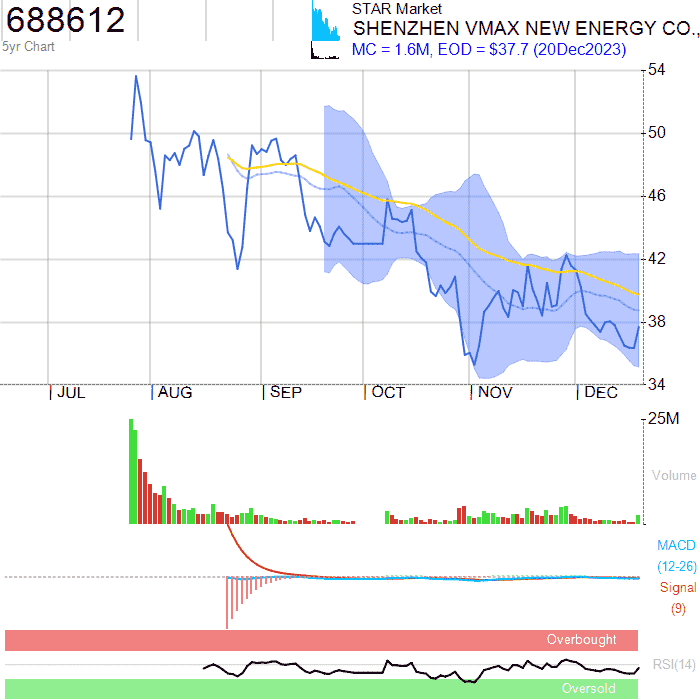 688612
5yr Chart
STAR Market
SHENZHEN VMAX NEW ENERGY CO.,
MC = 1.6M, EOD = $37.7 (20Dec2023)
54
50
46
42
38
34
JUL AUG SEP OCT NOV DEC
25M
Volume
MACD
(12-26)
Signal
(9)
Overbought
RSI(14)
Oversold